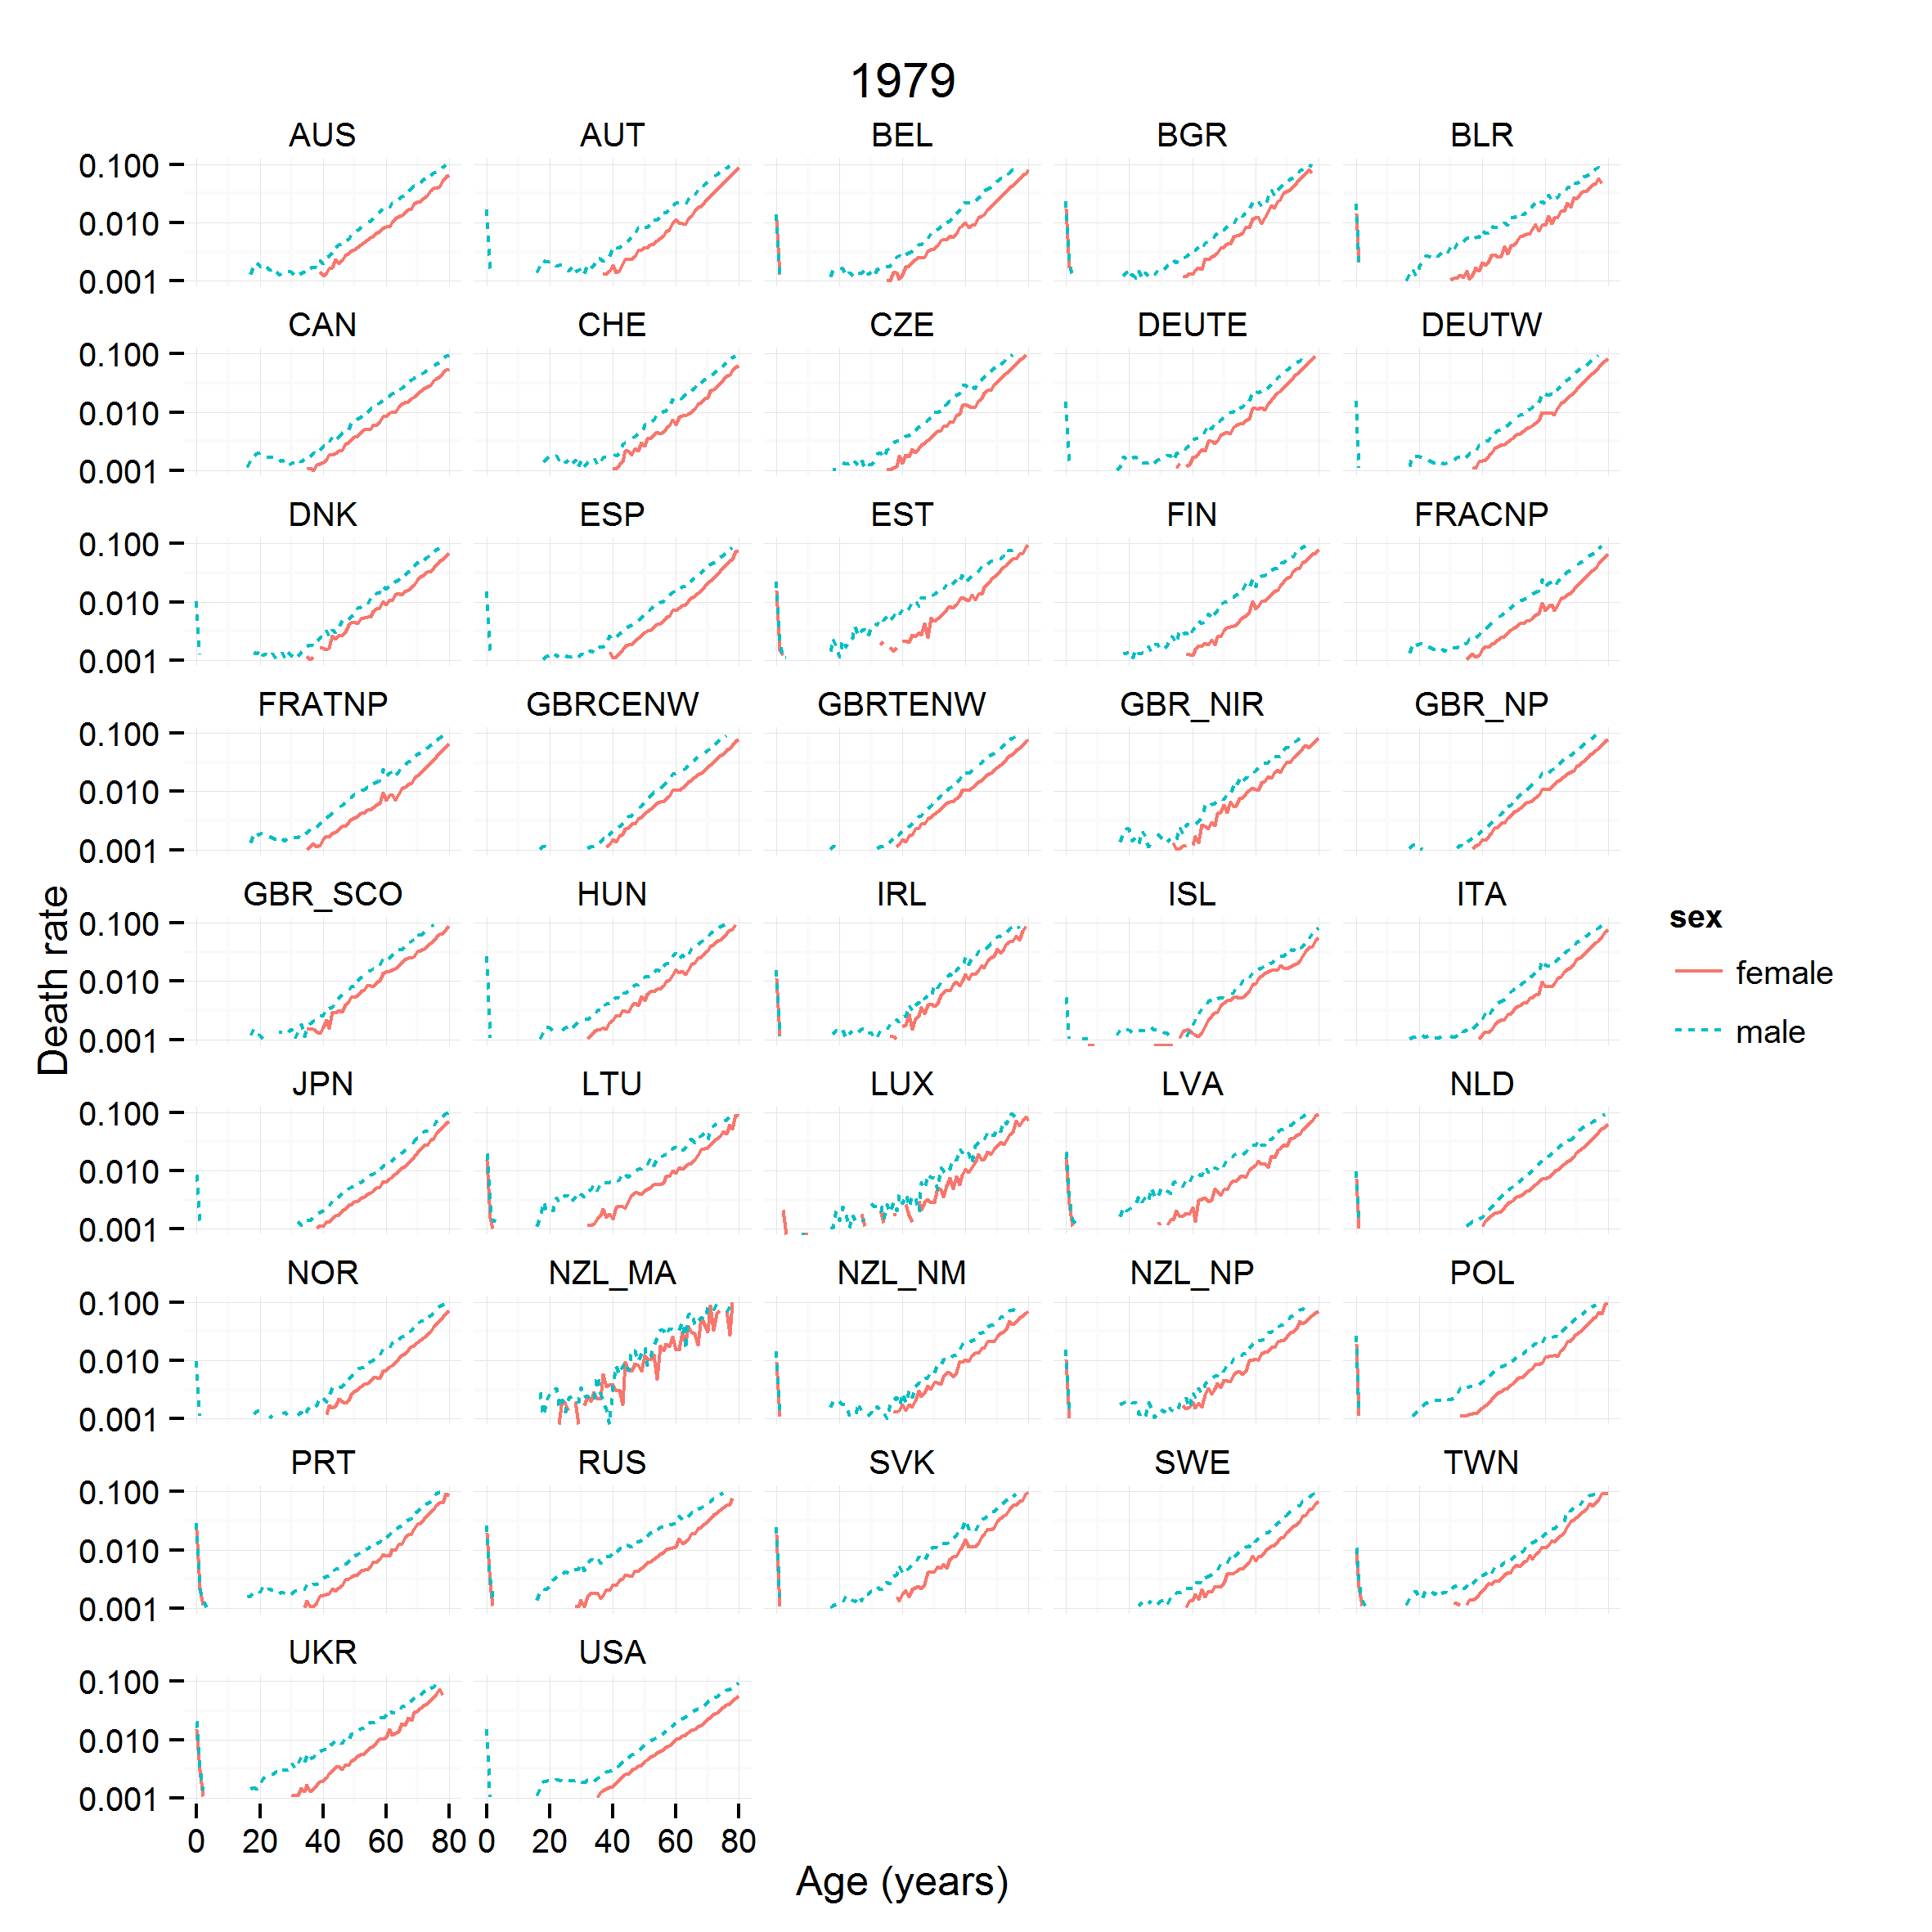 1979
AUS AUT BEL BGR BLR
0.100
0.010
0.001
CAN CHE CZE DEUTE DEUTW
0.100
0.010
0.001
DNK ESP EST FIN FRACNP
0.100
0.010
0.001
FRATNP GBRCENW GBRTENW GBR_NIR GBR_NP
0.100
0.010
0.001
GBR_SCO HUN IRL ISL ITA
0.100
0.010
0.001
JPN LTU LUX LVA NLD
0.100
0.010
0.001
NOR NZL_MA NZL_NM NZL_NP POL
0.100
0.010
0.001
PRT RUS SVK SWE TWN
0.100
0.010
0.001
UKR USA
0.100
0.010
0.001
0 20 40 60 80 0 20 40 60 80
Age (years)
Death rate
sex
female
male